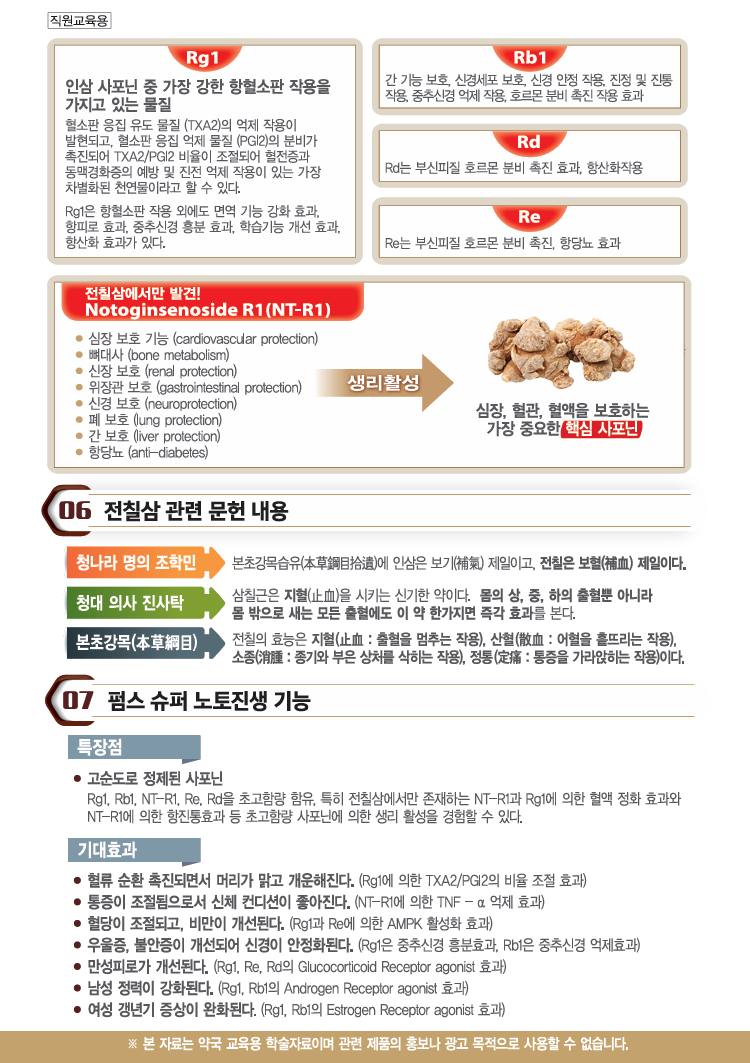 직원교육용
Rg1
인삼 사포닌 중 가장 강한 항혈소판 작용을
가지고 있는 물질
혈소판 응집 유도 물질 (TXA2)의 억제 작용이
발현되고, 혈소판 응집 억제 물질 (PGI2)의 분비가
촉진되어 TXA2/PGI2 비율이 조절되어 혈전증과
동맥경화증의 예방 및 진전 억제 작용이 있는 가장
차별화된 천연물이라고 할 수 있다.
Rg1은 항혈소판 작용 외에도 면역 기능 강화 효과,
항피로 효과, 중추신경 흥분 효과, 학습기능 개선 효과,
항산화 효과가 있다.
Rb1
간 기능 보호, 신경세포 보호, 신경 안정 작용, 진정 및 진통
작용, 중추신경 억제 작용, 호르몬 분비 촉진 작용 효과
Rd
Rd는 부신피질 호르몬 분비 촉진 효과, 항산화작용
Re
Re는 부신피질 호르몬 분비 촉진, 항당뇨 효과
전칠삼에서만 발견!
Notoginsenoside R1(NT-R1)
심장 보호 기능 (cardiovascular protection)
뼈대사 (bone metabolism)
신장 보호 (renal protection)
위장관 보호 (gastrointestinal protection)
신경 보호 (neuroprotection)
폐 보호 (lung protection)
간 보호 (liver protection)
항당뇨 (anti-diabetes)
생리활성
심장, 혈관, 혈액을 보호하는
가장 중요한 핵심 사포닌
06 전칠삼 관련 문헌 내용
청나라 명의 조학민 본초강목습유(本草鋼目拾遺)에 인삼은 보기(補氣) 제일이고, 전칠은 보혈(補血) 제일이다.
청대 의사 진사탁 삼칠근은 지혈(止血)을 시키는 신기한 약이다. 몸의 상, 중, 하의 출혈뿐 아니라
몸 밖으로 새는 모든 출혈에도 이 약 한가지면 즉각 효과를 본다.
본초강목(本草綱目) 전칠의 효능은 지혈(止血 : 출혈을 멈추는 작용), 산혈(散血 : 어혈을 흩뜨리는 작용),
소종(消腫 : 종기와 부은 상처를 삭히는 작용), 정통(定痛 : 통증을 가라앉히는 작용)이다.
07 펌스 슈퍼 노토진생 기능
특장점
고순도로 정제된 사포닌
Rg1, Rb1, NT-R1, Re, Rd을 초고함량 함유, 특히 전칠삼에서만 존재하는 NT-R1과 Rg1에 의한 혈액 정화 효과와
NT-R1에 의한 항진통효과 등 초고함량 사포닌에 의한 생리 활성을 경험할 수 있다.
기대효과
혈류 순환 촉진되면서 머리가 맑고 개운해진다. (Rg1에 의한 TXA2/PGI2의 비율 조절 효과)
통증이 조절됨으로서 신체 컨디션이 좋아진다. (NT-R1에 의한 TNF - α 억제 효과)
혈당이 조절되고, 비만이 개선된다. (Rg1과 Re에 의한 AMPK 활성화 효과)
우울증, 불안증이 개선되어 신경이 안정화된다. (Rg1은 중추신경 흥분효과, Rb1은 중추신경 억제효과)
만성피로가 개선된다. (Rg1, Re, Rd의 Glucocorticoid Receptor agonist 효과)
남성 정력이 강화된다. (Rg1, Rb1의 Androgen Receptor agonist 효과)
여성 갱년기 증상이 완화된다. (Rg1, Rb1의 Estrogen Receptor agonist 효과)
※ 본 자료는 약국 교육용 학술자료이며 관련 제품의 홍보나 광고 목적으로 사용할 수 없습니다.